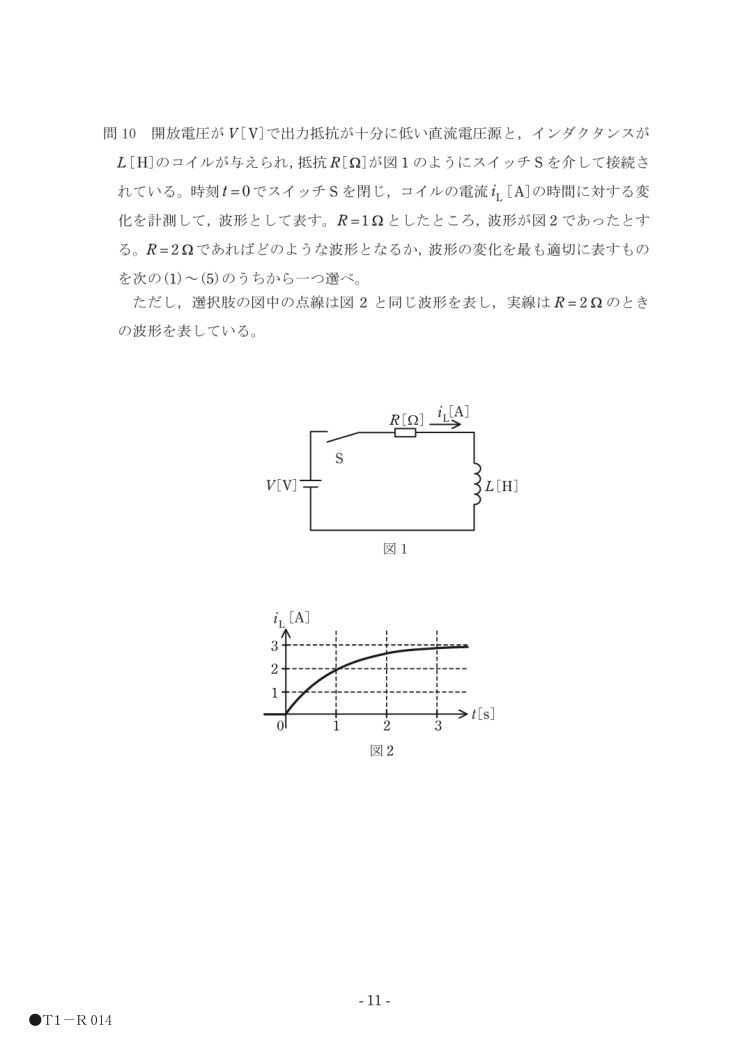 問 10　開放電圧が V[V]で出力抵抗が十分に低い直流電圧源と，インダクタンスが
L[H]のコイルが与えられ，抵抗 R[Ω]が図 1 のようにスイッチ S を介して接続さ
れている。時刻 t=0でスイッチ S を閉じ，コイルの電流 iL [A]の時間に対する変
化を計測して，波形として表す。R=1 Ω としたところ，波形が図 2 であったとす
る。R=2 Ω であればどのような波形となるか，波形の変化を最も適切に表すもの
を次の(1)～(5)のうちから一つ選べ。
ただし，選択肢の図中の点線は図 2 と同じ波形を表し，実線は R=2 Ω のとき
の波形を表している。
R[Ω] iL[A]
S
V[V]
L[H]
図 1
iL [A]
3
2
1
0 1 2 3 t[s]
図 2
- 11 -
●T1－R 014